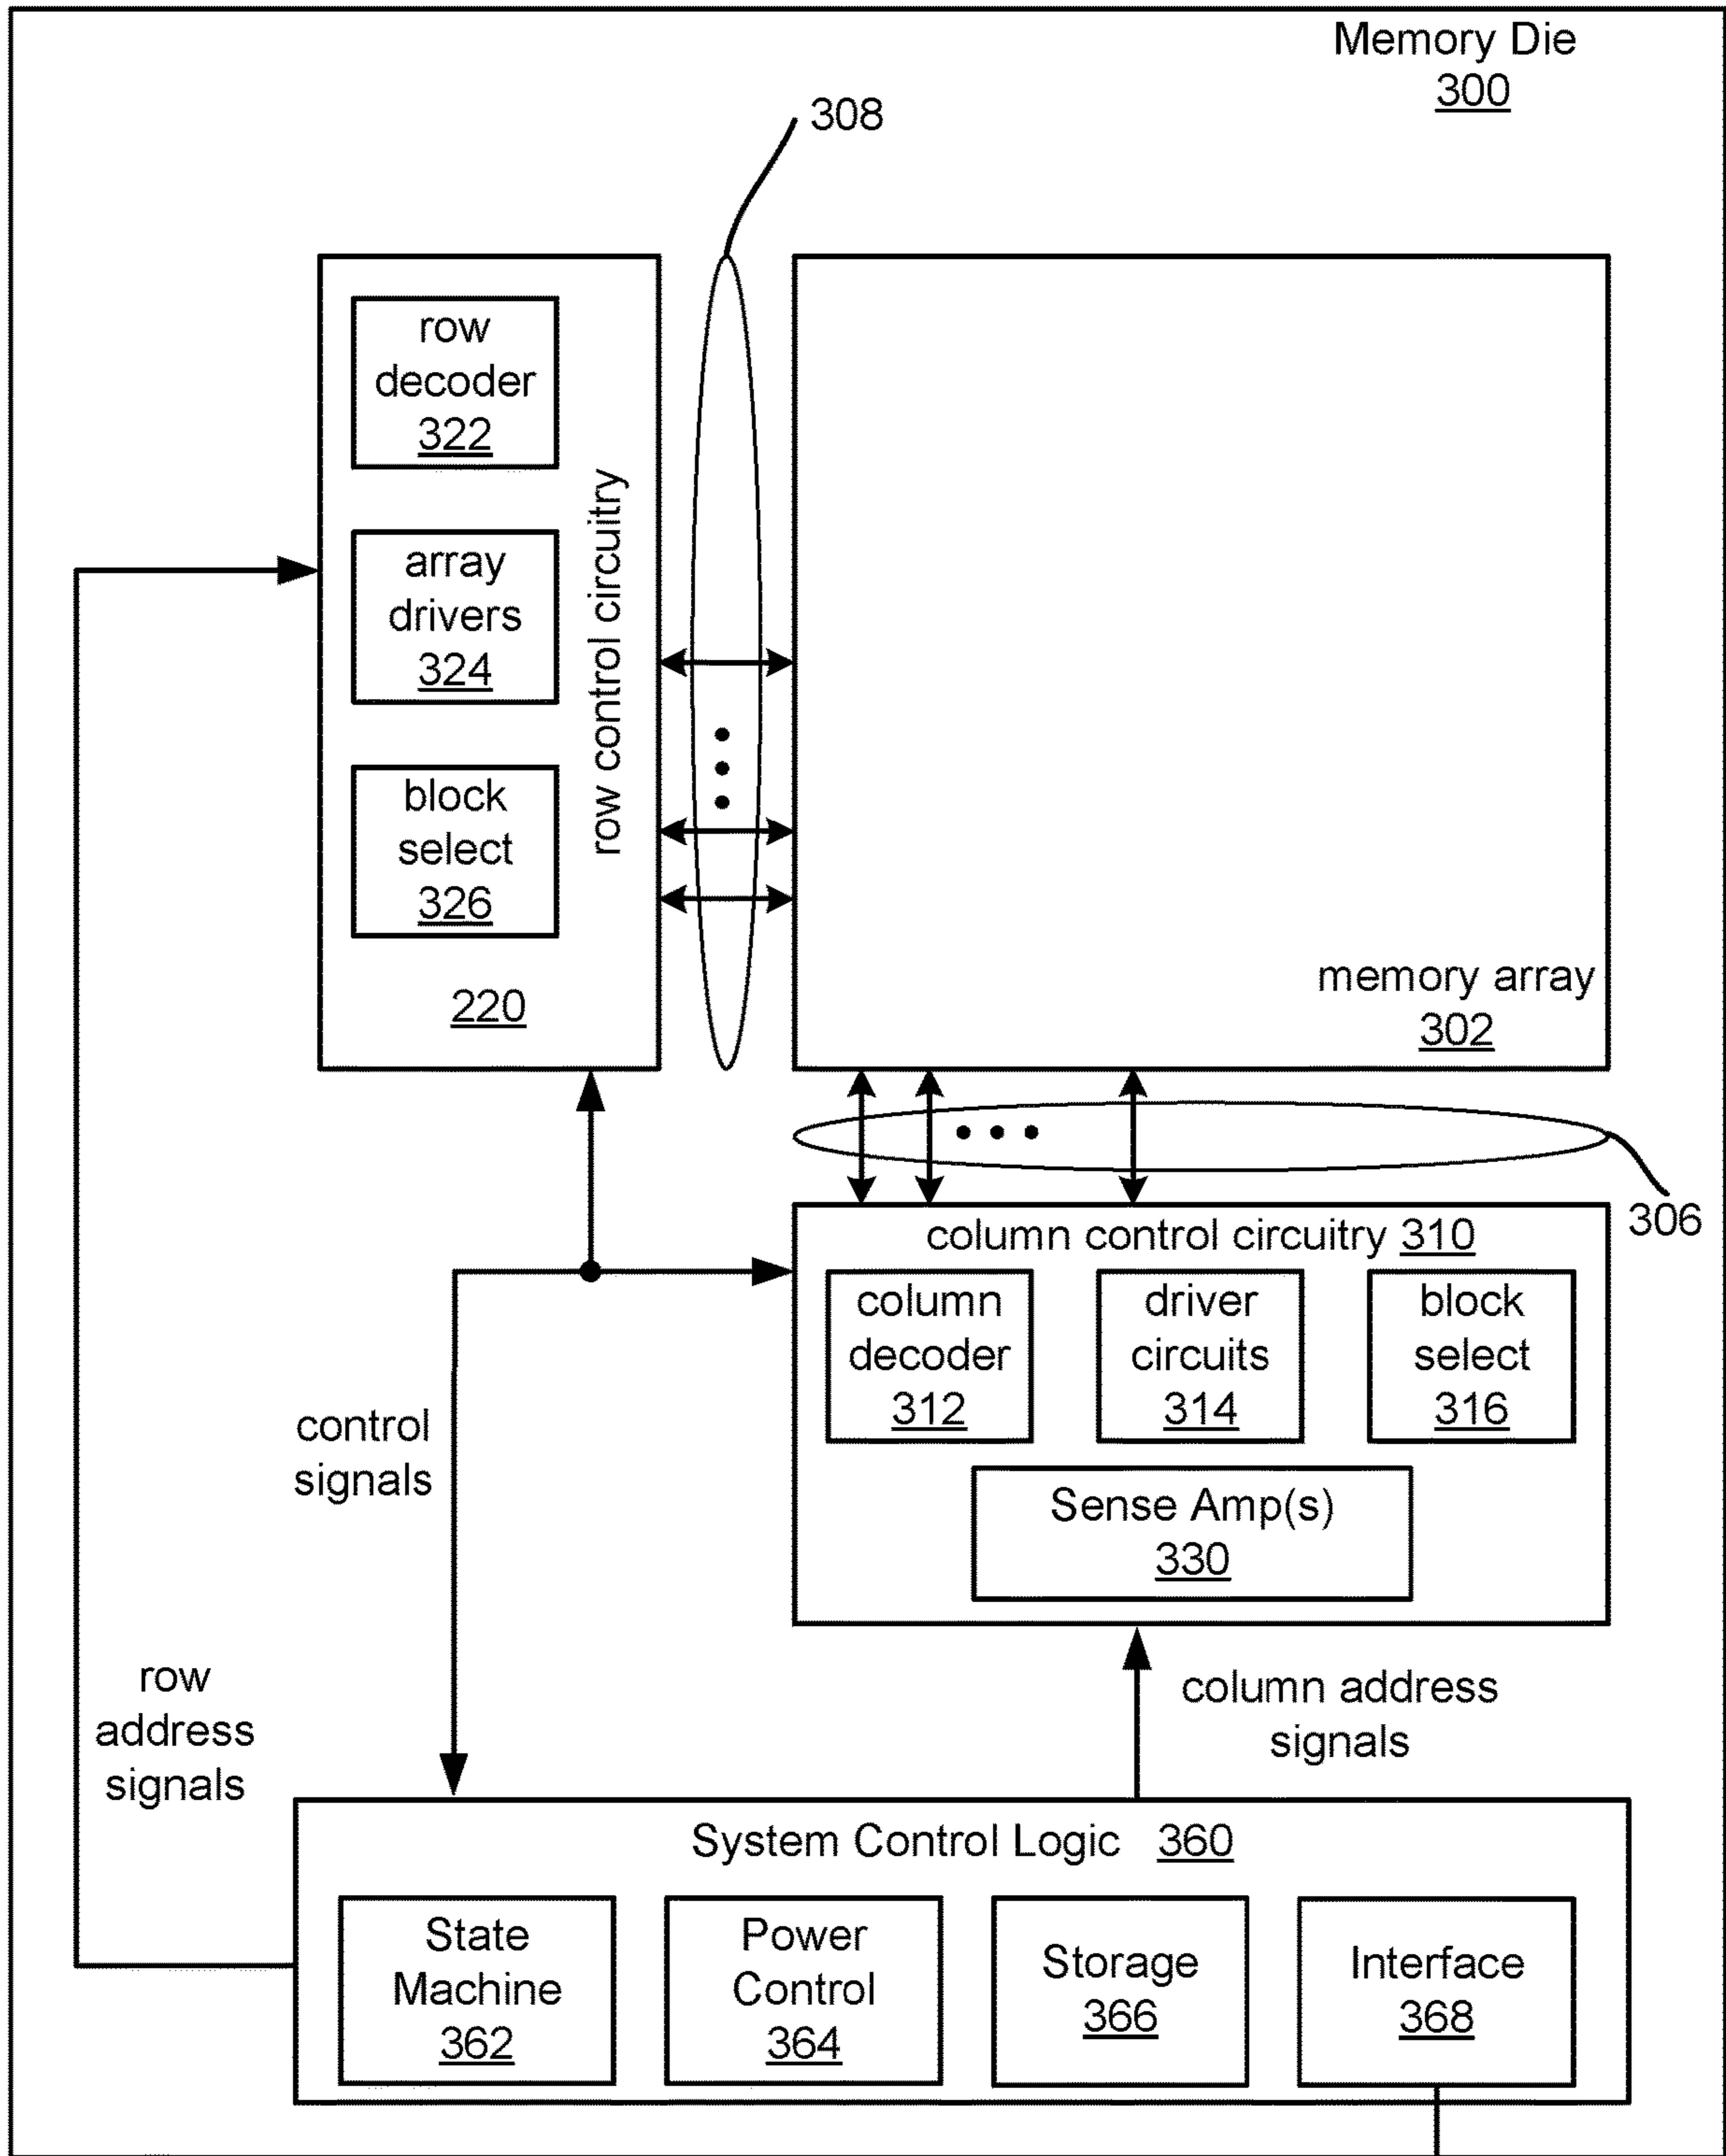 Memory Die
300
308
row
decoder
322
array
drivers
324
block
select
326
row control circuitry
220
memory array
302
306
column control circuitry 310
column
decoder
312
driver
circuits
314
block
select
316
Sense Amp(s)
330
control
signals
row
address
signals
column address
signals
System Control Logic 360
State
Machine
362
Power
Control
364
Storage
366
Interface
368